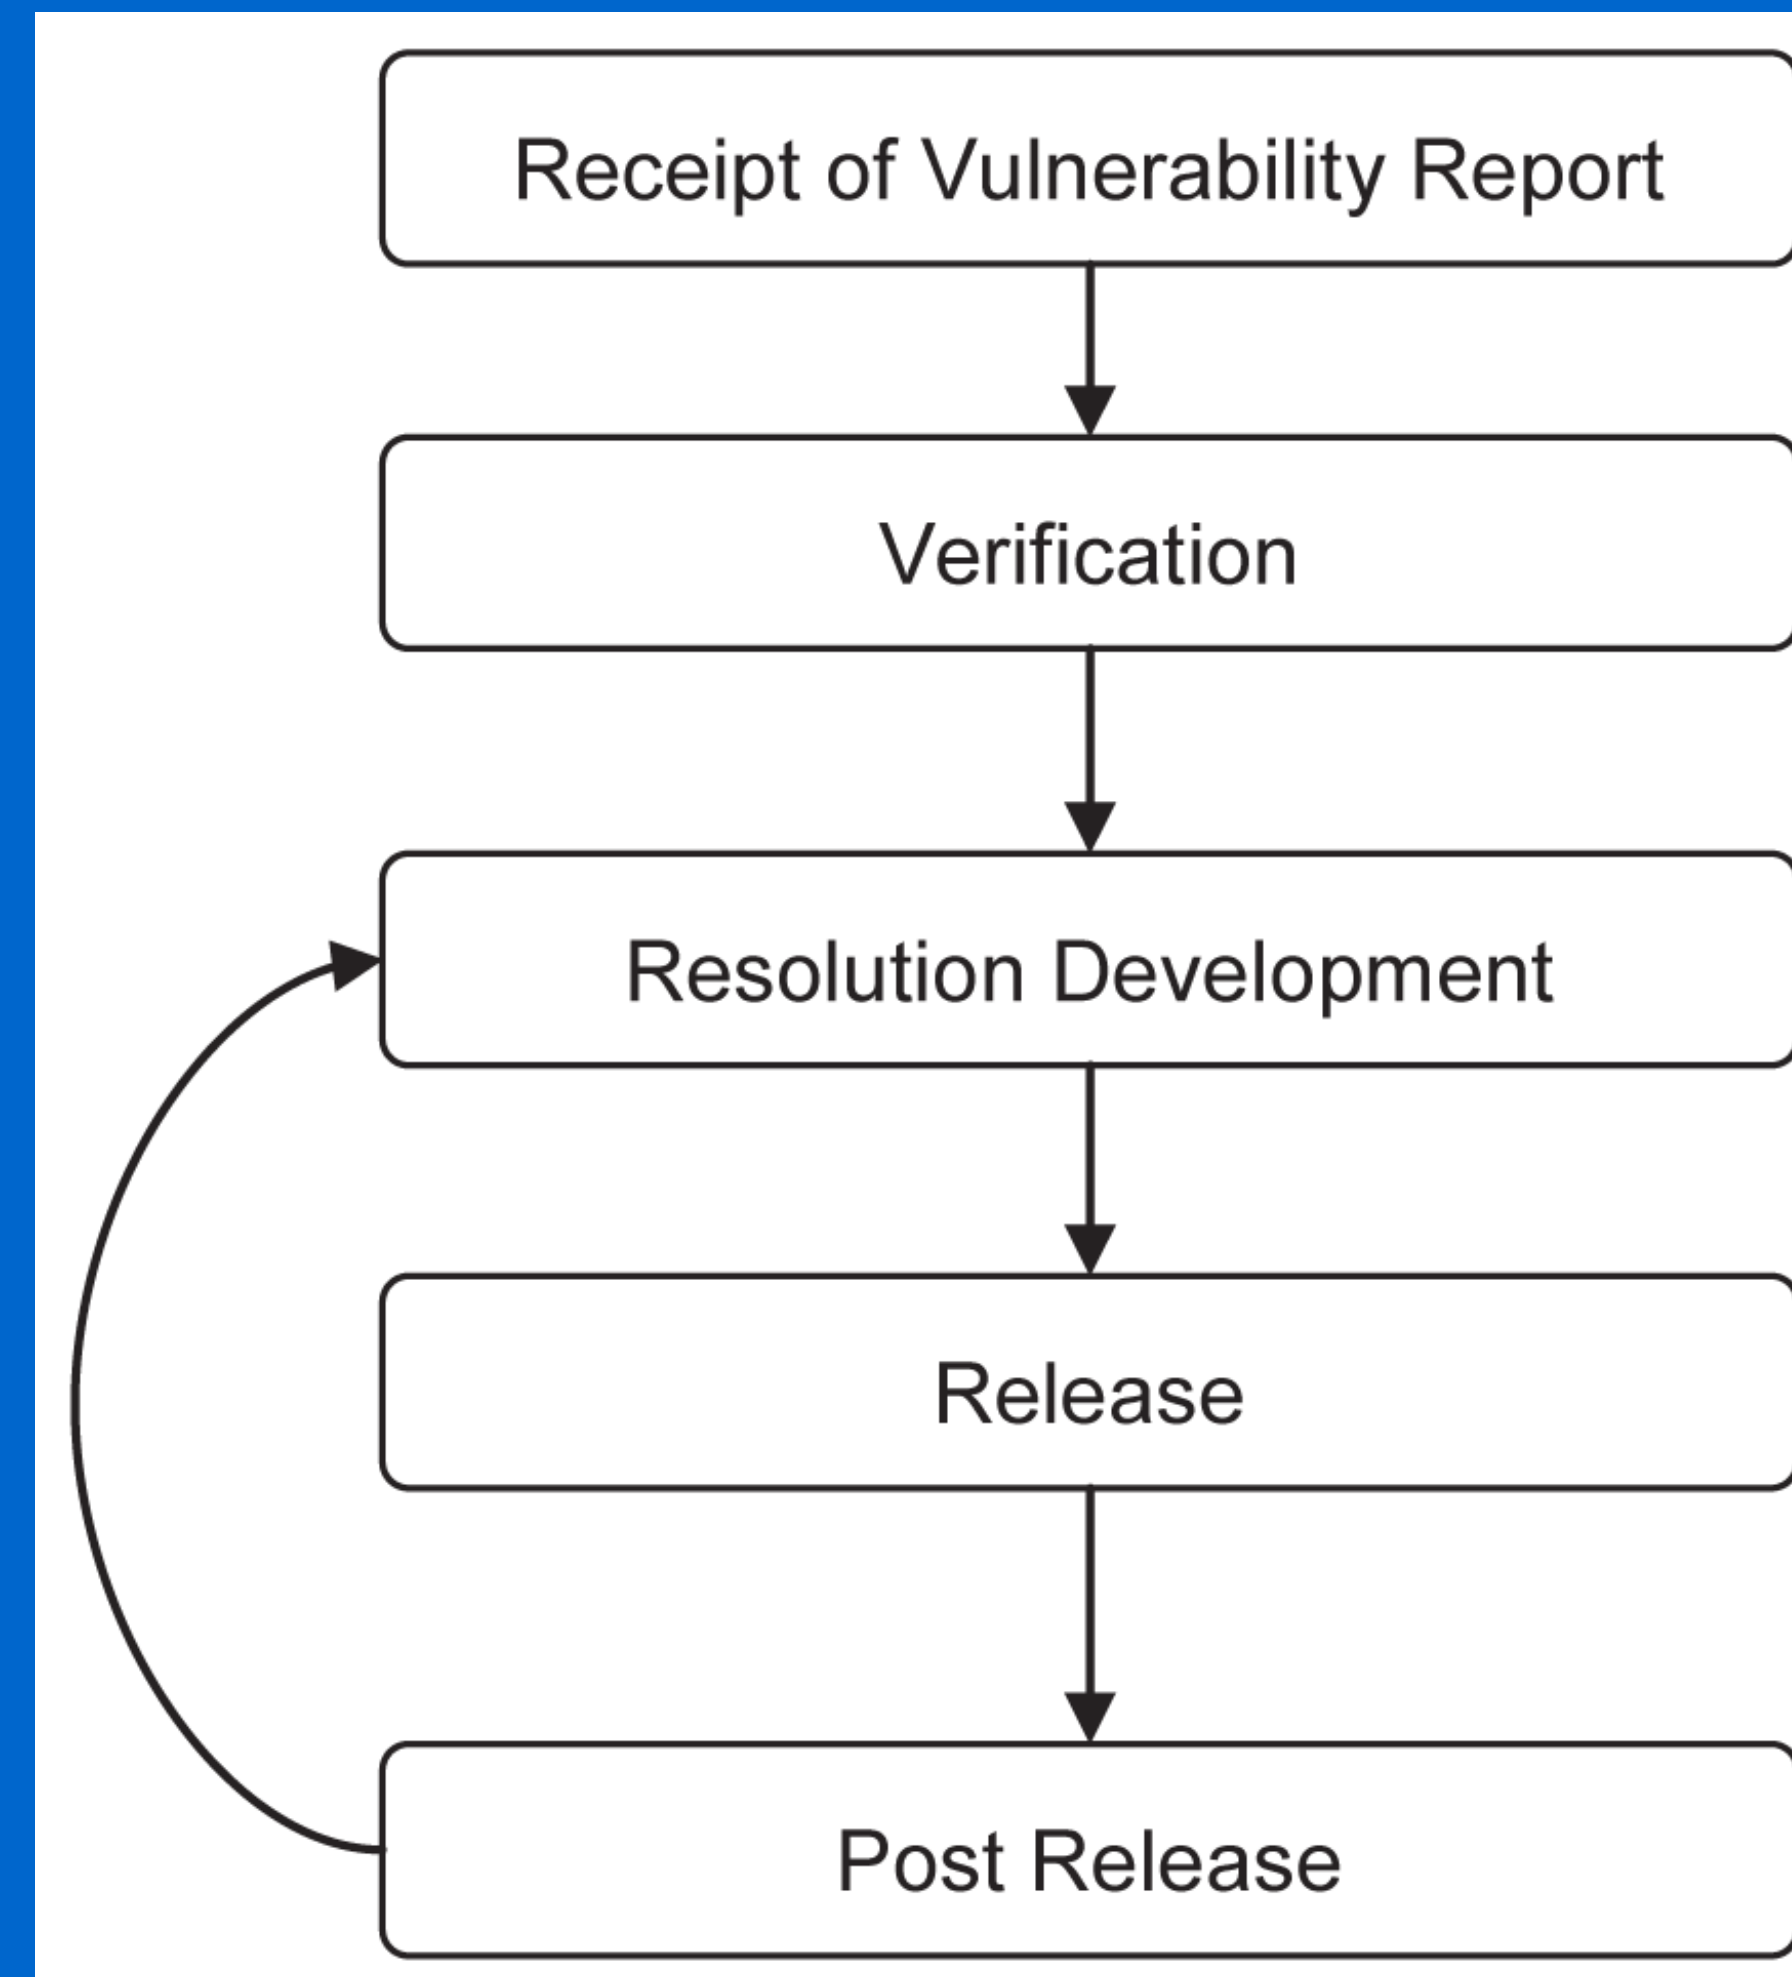 Receipt of Vulnerability Report
Verification
Resolution Development
Release
Post Release